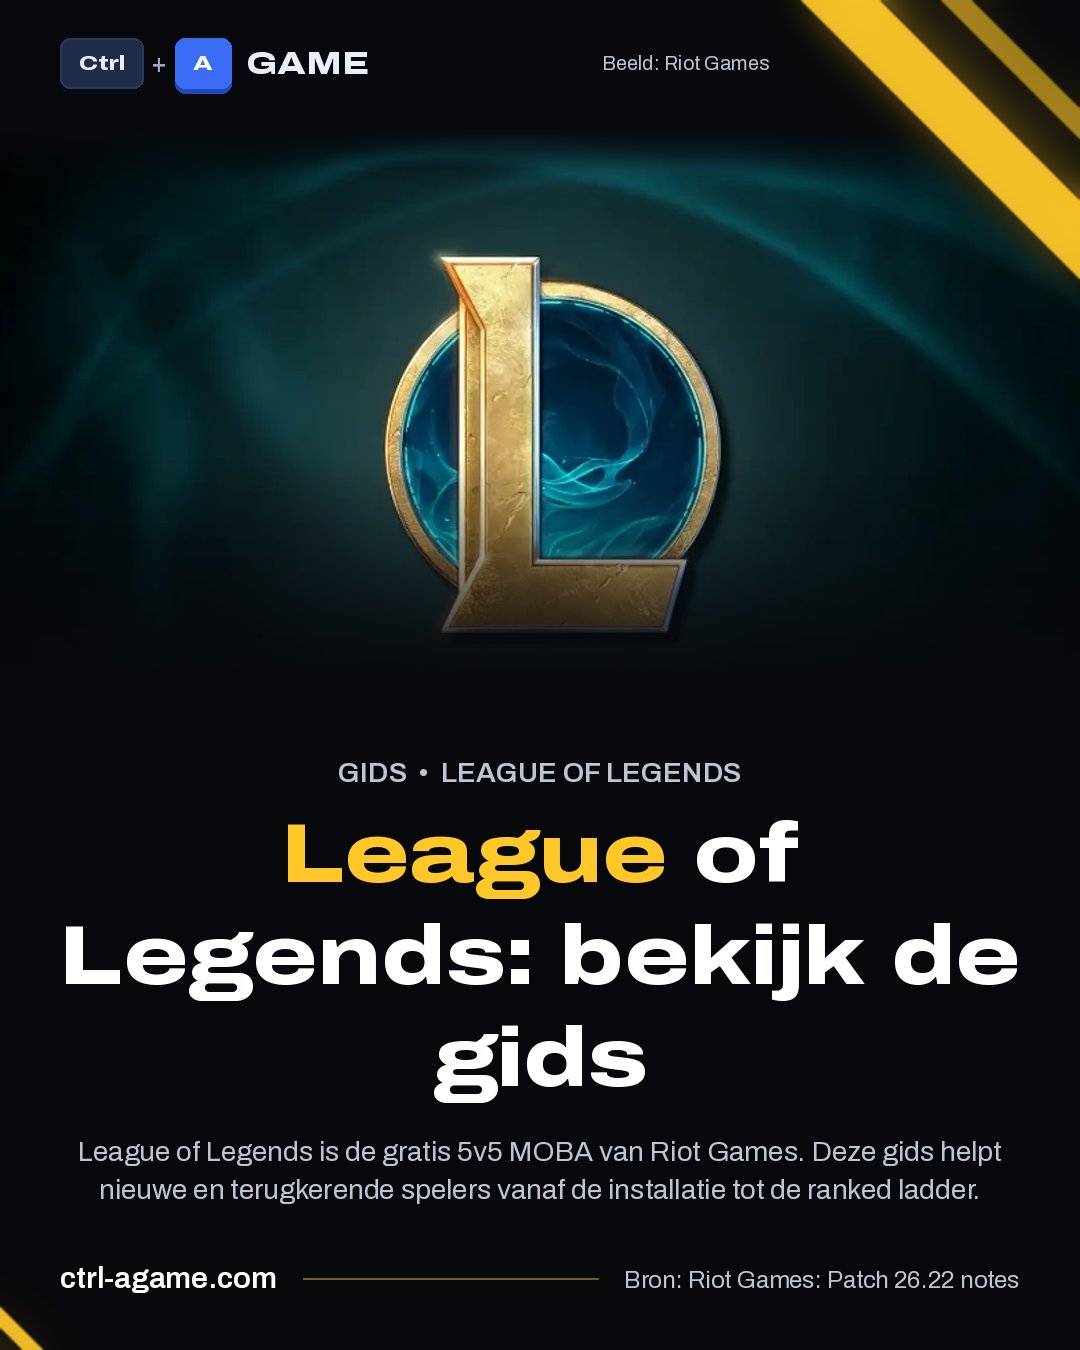 Ctrl + A GAME
Beeld: Riot Games
GIDS • LEAGUE OF LEGENDS
League of
Legends: bekijk de
gids
League of Legends is de gratis 5v5 MOBA van Riot Games. Deze gids helpt
nieuwe en terugkerende spelers vanaf de installatie tot de ranked ladder.
ctrl-agame.com
Bron: Riot Games: Patch 26.22 notes